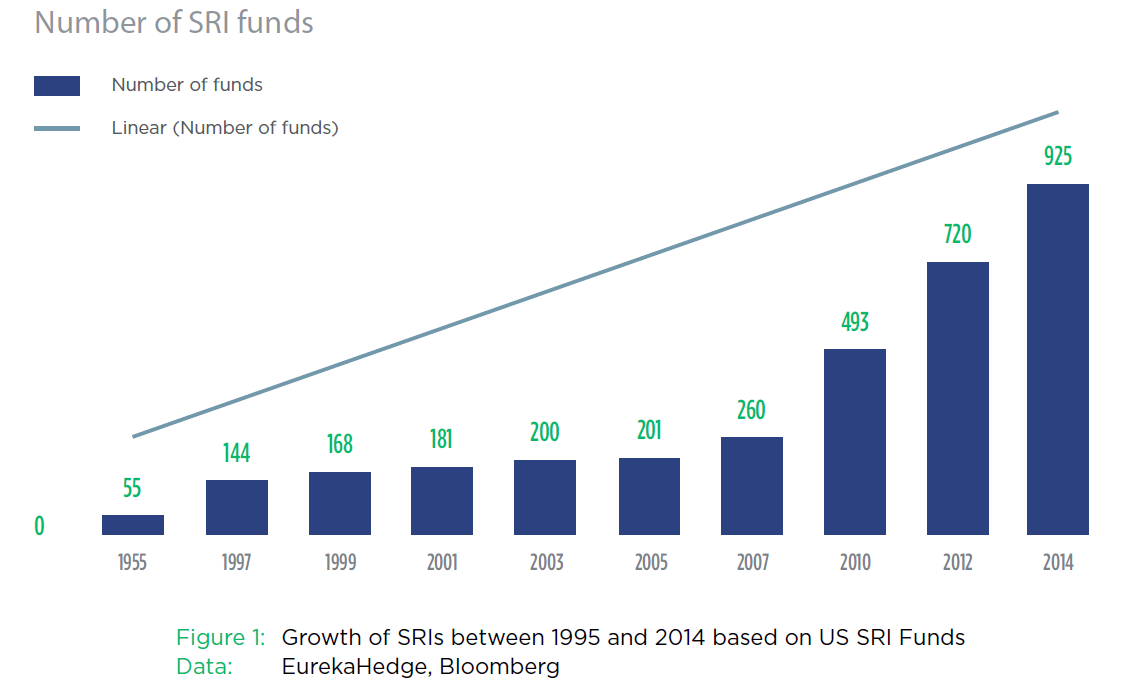 Number of SRI funds
Number of funds
Linear (Number of funds)
925
720
493
260
201
200
181
168
144
55
0
1955 1997 1999 2001 2003 2005 2007 2010 2012 2014
Figure 1: Growth of SRIs between 1995 and 2014 based on US SRI Funds
Data: EurekaHedge, Bloomberg